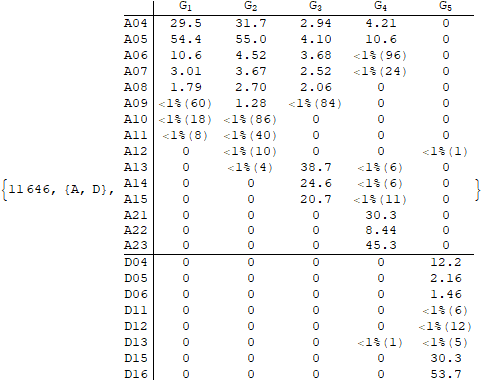 G1 G2 G3 G4 G5
A04 29.5 31.7 2.94 4.21 0
A05 54.4 55.0 4.10 10.6 0
A06 10.6 4.52 3.68 <1%(96) 0
A07 3.01 3.67 2.52 <1%(24) 0
A08 1.79 2.70 2.06 0 0
A09 <1%(60) 1.28 <1%(84) 0 0
A10 <1%(18) <1%(86) 0 0 0
A11 <1%(8) <1%(40) 0 0 0
A12 0 <1%(10) 0 0 <1%(1)
A13 0 <1%(4) 38.7 <1%(6) 0
A14 0 0 24.6 <1%(6) 0
{11646, {A, D}, A15 0 0 20.7 <1%(11) 0 }
A21 0 0 0 30.3 0
A22 0 0 0 8.44 0
A23 0 0 0 45.3 0
D04 0 0 0 0 12.2
D05 0 0 0 0 2.16
D06 0 0 0 0 1.46
D11 0 0 0 0 <1%(6)
D12 0 0 0 0 <1%(12)
D13 0 0 0 <1%(1) <1%(5)
D15 0 0 0 0 30.3
D16 0 0 0 0 53.7